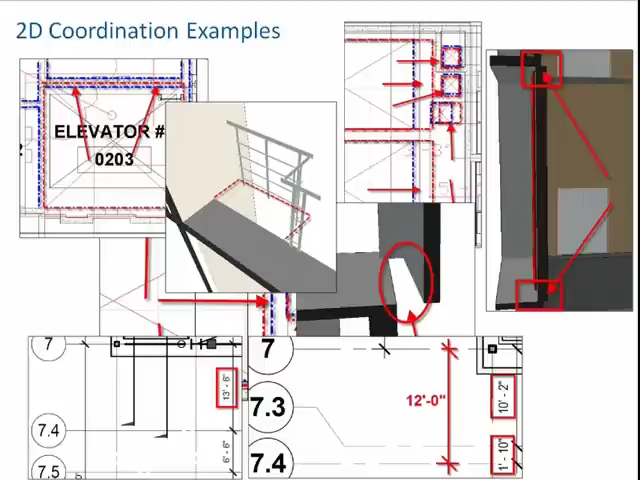 2D Coordination Examples
ELEVATOR #
0203
7
13' - 6"
7.4
6' - 6"
7.5
7
7.3
12'-0"
10' - 2"
7.4
1' - 10"